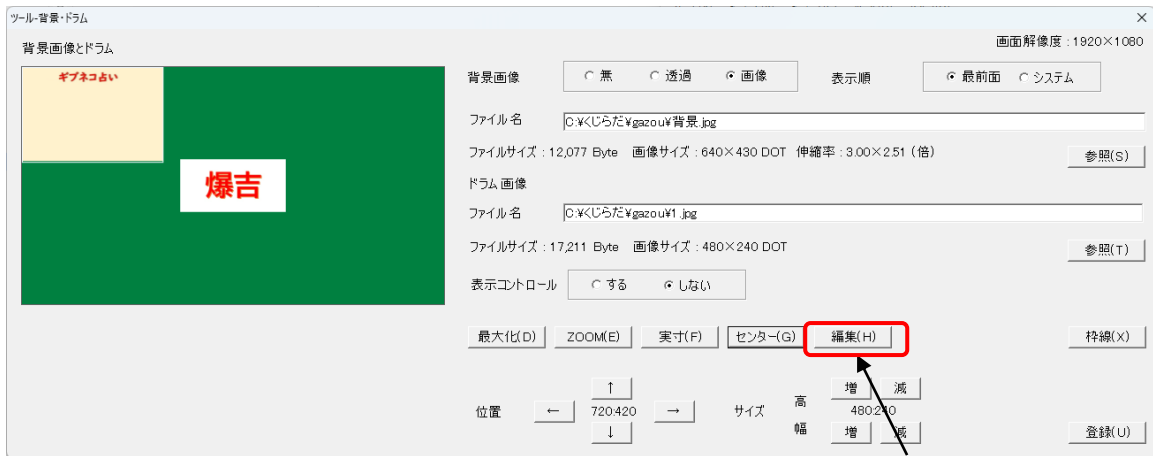 ツール-背景・ドラム
画面解像度：1920×1080
背景画像とドラム
ギブネコ占い
爆吉
背景画像 無 透過 画像 表示順 最前面 システム
ファイル名 C:¥くじらだ¥gazou¥背景.jpg
ファイルサイズ：12,077 Byte 画像サイズ：640×430 DOT 伸縮率：3.00×2.51（倍） 参照(S)
ドラム画像
ファイル名 C:¥くじらだ¥gazou¥1.jpg
ファイルサイズ：17,211 Byte 画像サイズ：480×240 DOT 参照(T)
表示コントロール する しない
最大化(D) ZOOM(E) 実寸(F) センター(G) 編集(H) 枠線(X)
位置 ← ↑ 720:420 ↓ → サイズ 高 増 減 480:240 幅 増 減 登録(U)